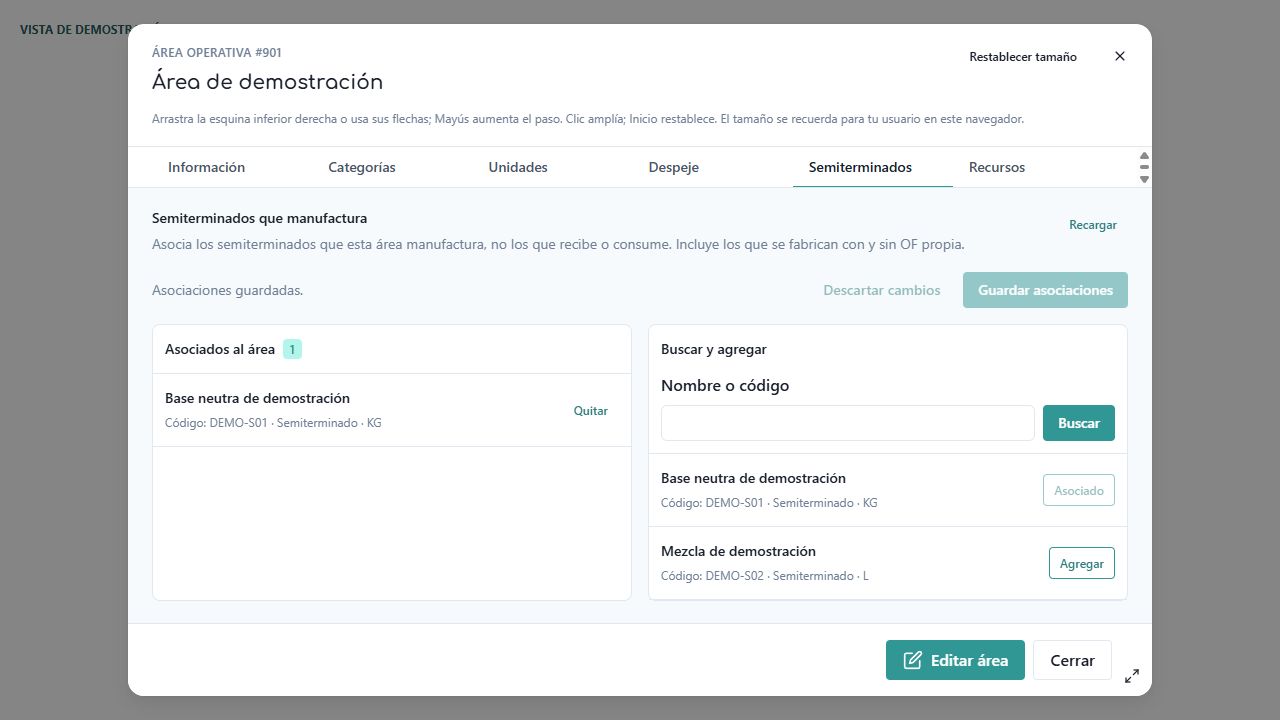 VISTA DE DEMOSTR
ÁREA OPERATIVA #901
Restablecer tamaño
Área de demostración
Arrastra la esquina inferior derecha o usa sus flechas; Mayús aumenta el paso. Clic amplía; Inicio restablece. El tamaño se recuerda para tu usuario en este navegador.
Información
Categorías
Unidades
Despeje
Semiterminados
Recursos
Semiterminados que manufactura
Recargar
Asocia los semiterminados que esta área manufactura, no los que recibe o consume. Incluye los que se fabrican con y sin OF propia.
Asociaciones guardadas.
Descartar cambios
Guardar asociaciones
Asociados al área 1
Base neutra de demostración
Código: DEMO-S01 · Semiterminado · KG
Quitar
Buscar y agregar
Nombre o código
Buscar
Base neutra de demostración
Código: DEMO-S01 · Semiterminado · KG
Asociado
Mezcla de demostración
Código: DEMO-S02 · Semiterminado · L
Agregar
Editar área
Cerrar